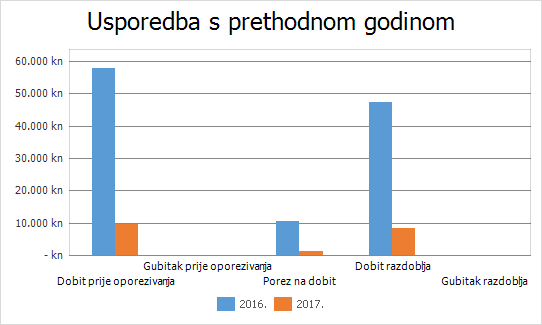 Usporedba s prethodnom godinom
60.000 kn
50.000 kn
40.000 kn
30.000 kn
20.000 kn
10.000 kn
- kn
Gubitak prije oporezivanja
Dobit razdoblja
Dobit prije oporezivanja
Porez na dobit
Gubitak razdoblja
2016.
2017.